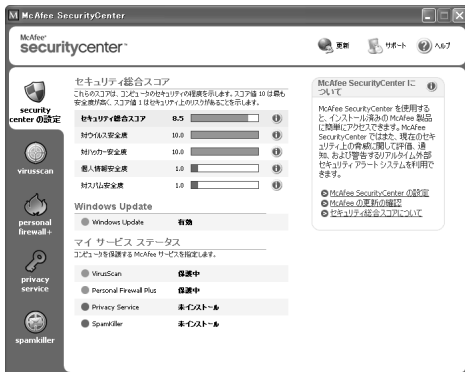 McAfee SecurityCenter
McAfee
securitycenter
更新
サポート
ヘルプ
security
center の設定
virusscan
personal
firewall+
privacy
service
spamkiller
セキュリティ総合スコア
これらのスコアは、コンピュータのセキュリティの程度を示します。スコア値 10 は最も
安全度が高く、スコア値 1 はセキュリティ上のリスクがあることを示します。
セキュリティ総合スコア 8.5
対ウイルス安全度 10.0
対ハッカー安全度 10.0
個人情報安全度 1.0
対スパム安全度 1.0
Windows Update
Windows Update 有効
マイ サービス ステータス
コンピュータを保護する McAfee サービスを指定します。
VirusScan 保護中
Personal Firewall Plus 保護中
Privacy Service 未インストール
SpamKiller 未インストール
McAfee SecurityCenter に
ついて
McAfee SecurityCenter を使用する
と、インストール済みの McAfee 製品
に簡単にアクセスできます。McAfee
SecurityCenter ではまた、現在のセキ
ュリティ上の脅威に関して評価、通
知、および警告するリアルタイム外部
セキュリティ アラート システムを利用で
きます。
McAfee SecurityCenter の設定
McAfee の更新の確認
セキュリティ総合スコアについて